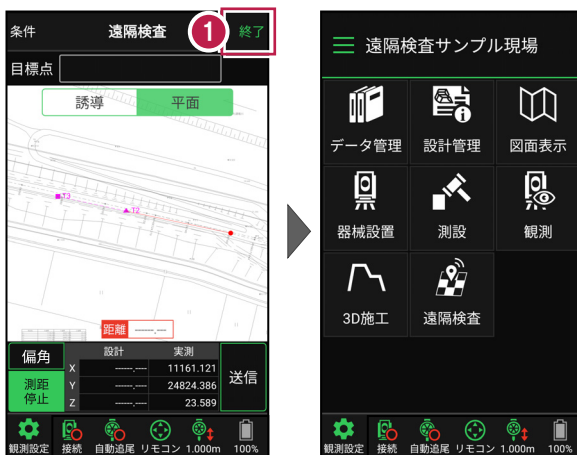 条件 遠隔検査 1 終了
目標点
誘導 平面
T3
T2
距離 -----.---
設計 実測
偏角
X -----.--- 11161.121
測距停止
Y -----.--- 24824.386
Z -----.--- 23.589
送信
観測設定 接続 自動追尾 リモコン 1.000m 100%
遠隔検査サンプル現場
データ管理 設計管理 図面表示
器械設置 測設 観測
3D施工 遠隔検査
観測設定 接続 自動追尾 リモコン 1.000m 100%